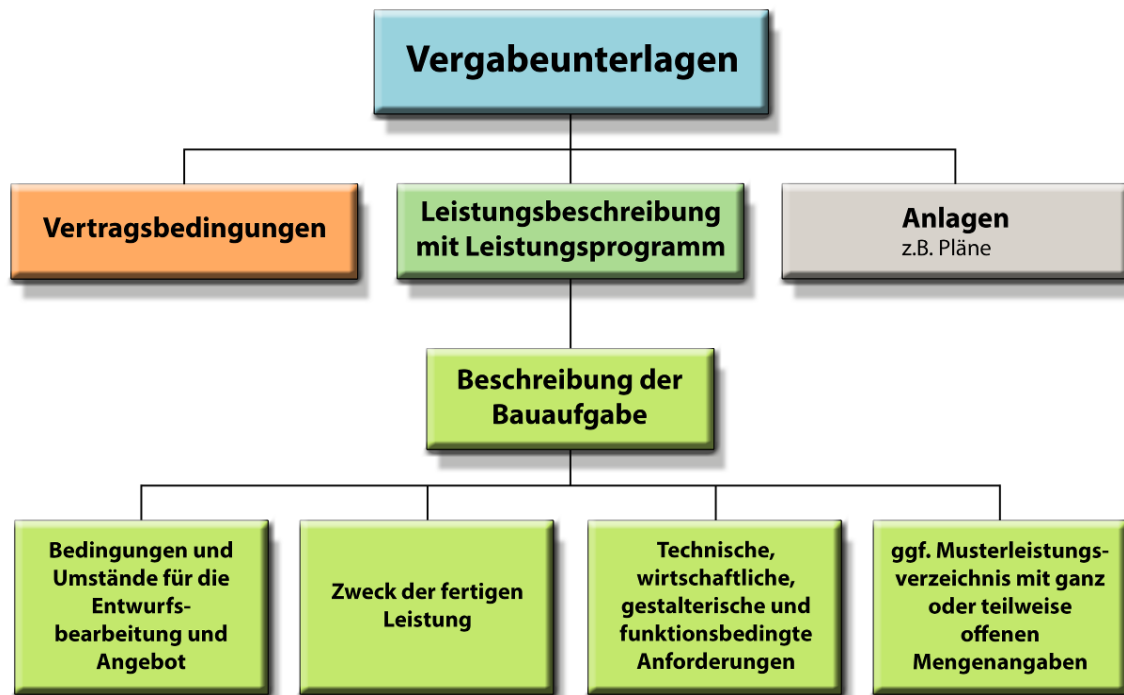 Vergabeunterlagen
Vertragsbedingungen
Leistungsbeschreibung
mit Leistungsprogramm
Anlagen
z.B. Pläne
Beschreibung der
Bauaufgabe
Bedingungen und
Umstände für die
Entwurfs-
bearbeitung und
Angebot
Zweck der fertigen
Leistung
Technische,
wirtschaftliche,
gestalterische und
funktionsbedingte
Anforderungen
ggf. Musterleistungs-
verzeichnis mit ganz
oder teilweise
offenen
Mengenangaben